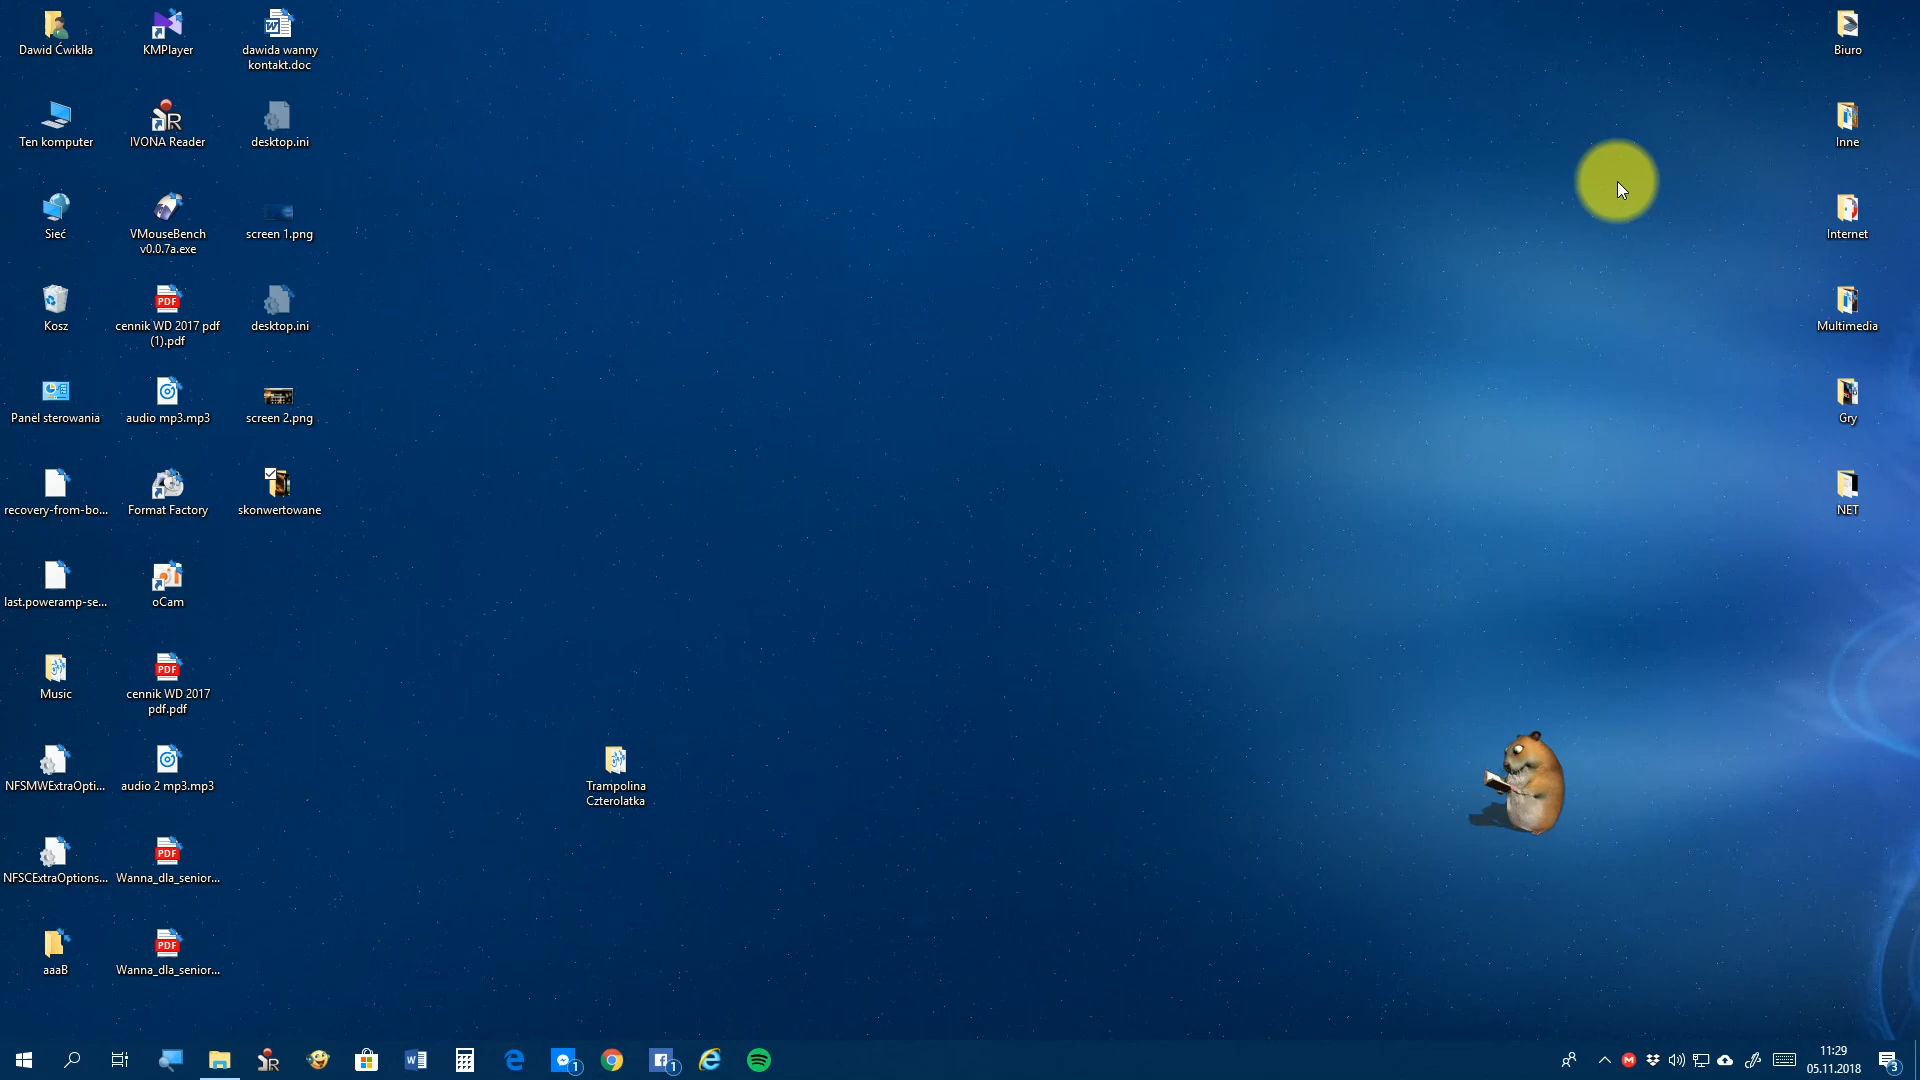 Dawid Ćwikłła
KMPlayer
dawida wanny
kontakt.doc
Biuro
Ten komputer
IVONA Reader
desktop.ini
Inne
Sieć
VMouseBench
v0.0.7a.exe
screen 1.png
Internet
Kosz
cennik WD 2017 pdf
(1).pdf
desktop.ini
Multimedia
Panel sterowania
audio mp3.mp3
screen 2.png
Gry
recovery-from-bo...
Format Factory
skonwertowane
NET
last.poweramp-se...
oCam
Music
cennik WD 2017
pdf.pdf
NFSMWExtraOpti...
audio 2 mp3.mp3
Trampolina
Czterolatka
NFSCExtraOptions...
Wanna_dla_senior...
aaaB
Wanna_dla_senior...
1
1
11:29
05.11.2018
3